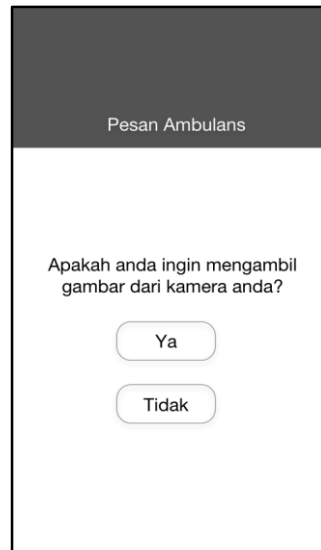 Pesan Ambulans
Apakah anda ingin mengambil
gambar dari kamera anda?
Ya
Tidak